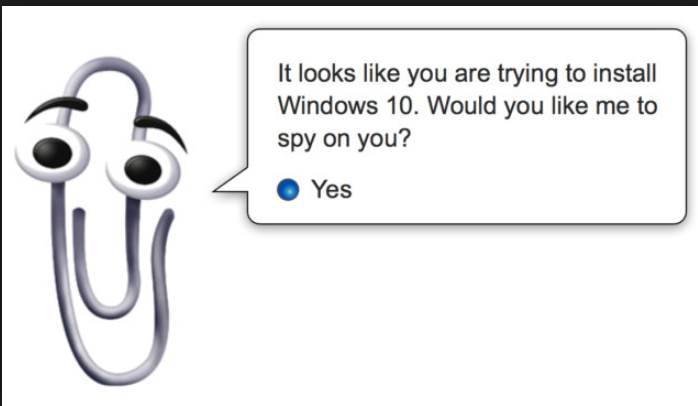 It looks like you are trying to install
Windows 10. Would you like me to
spy on you?
Yes